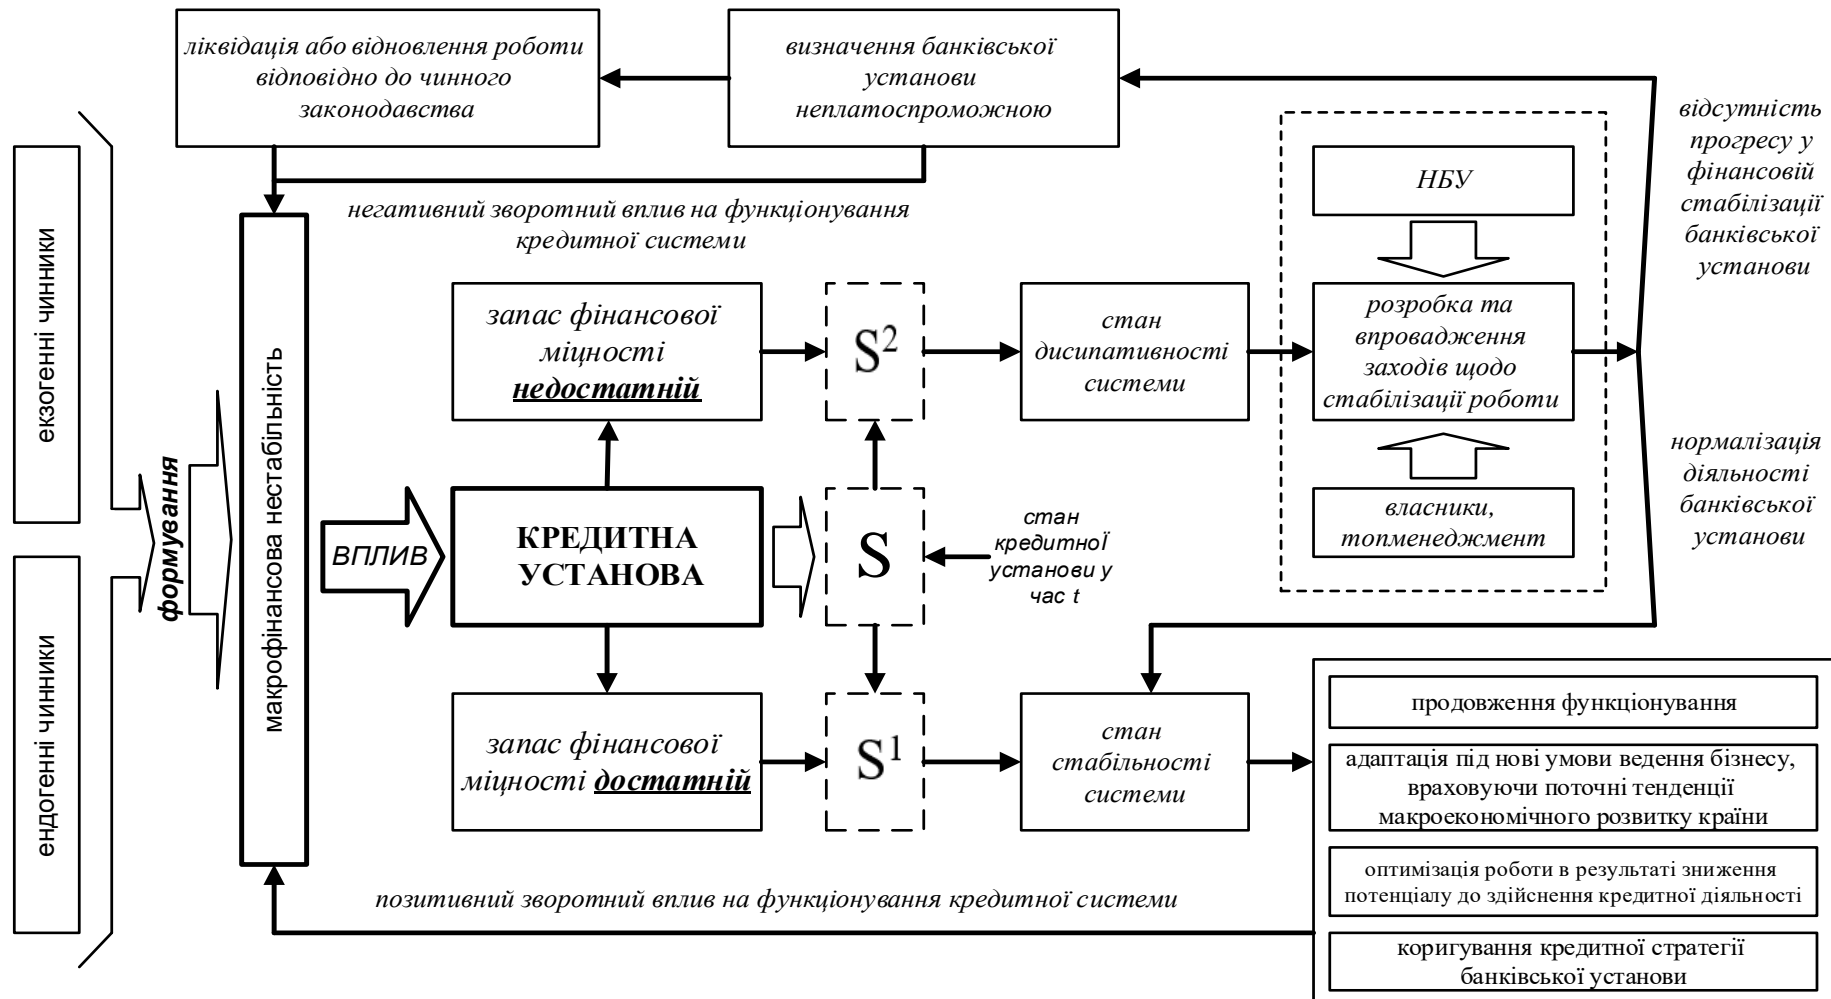 ліквідація або відновлення роботи
відповідно до чинного
законодавства
визначення банківської
установи
неплатоспроможною
відсутність
прогресу у
фінансовій
стабілізації
банківської
установи
екзогенні чинники
ендогенні чинники
формування
макрофінансова нестабільність
негативний зворотний вплив на функціонування
кредитної системи
запас фінансової
міцності
недостатній
S²
стан
дисипативності
системи
НБУ
розробка та
впровадження
заходів щодо
стабілізації роботи
власники,
топменеджмент
нормалізація
діяльності
банківської
установи
ВПЛИВ
КРЕДИТНА
УСТАНОВА
S
стан
кредитної
установи у
час t
запас фінансової
міцності достатній
S¹
стан
стабільності
системи
продовження функціонування
адаптація під нові умови ведення бізнесу,
враховуючи поточні тенденції
макроекономічного розвитку країни
оптимізація роботи в результаті зниження
потенціалу до здійснення кредитної діяльності
коригування кредитної стратегії
банківської установи
позитивний зворотний вплив на функціонування кредитної системи